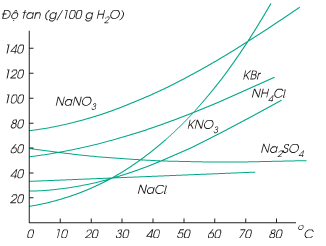 Độ tan (g/100 g H₂O)
140
120
100
80
60
40
20
NaNO₃
KBr
NH₄Cl
KNO₃
Na₂SO₄
NaCl
0 10 20 30 40 50 60 70 80 °C